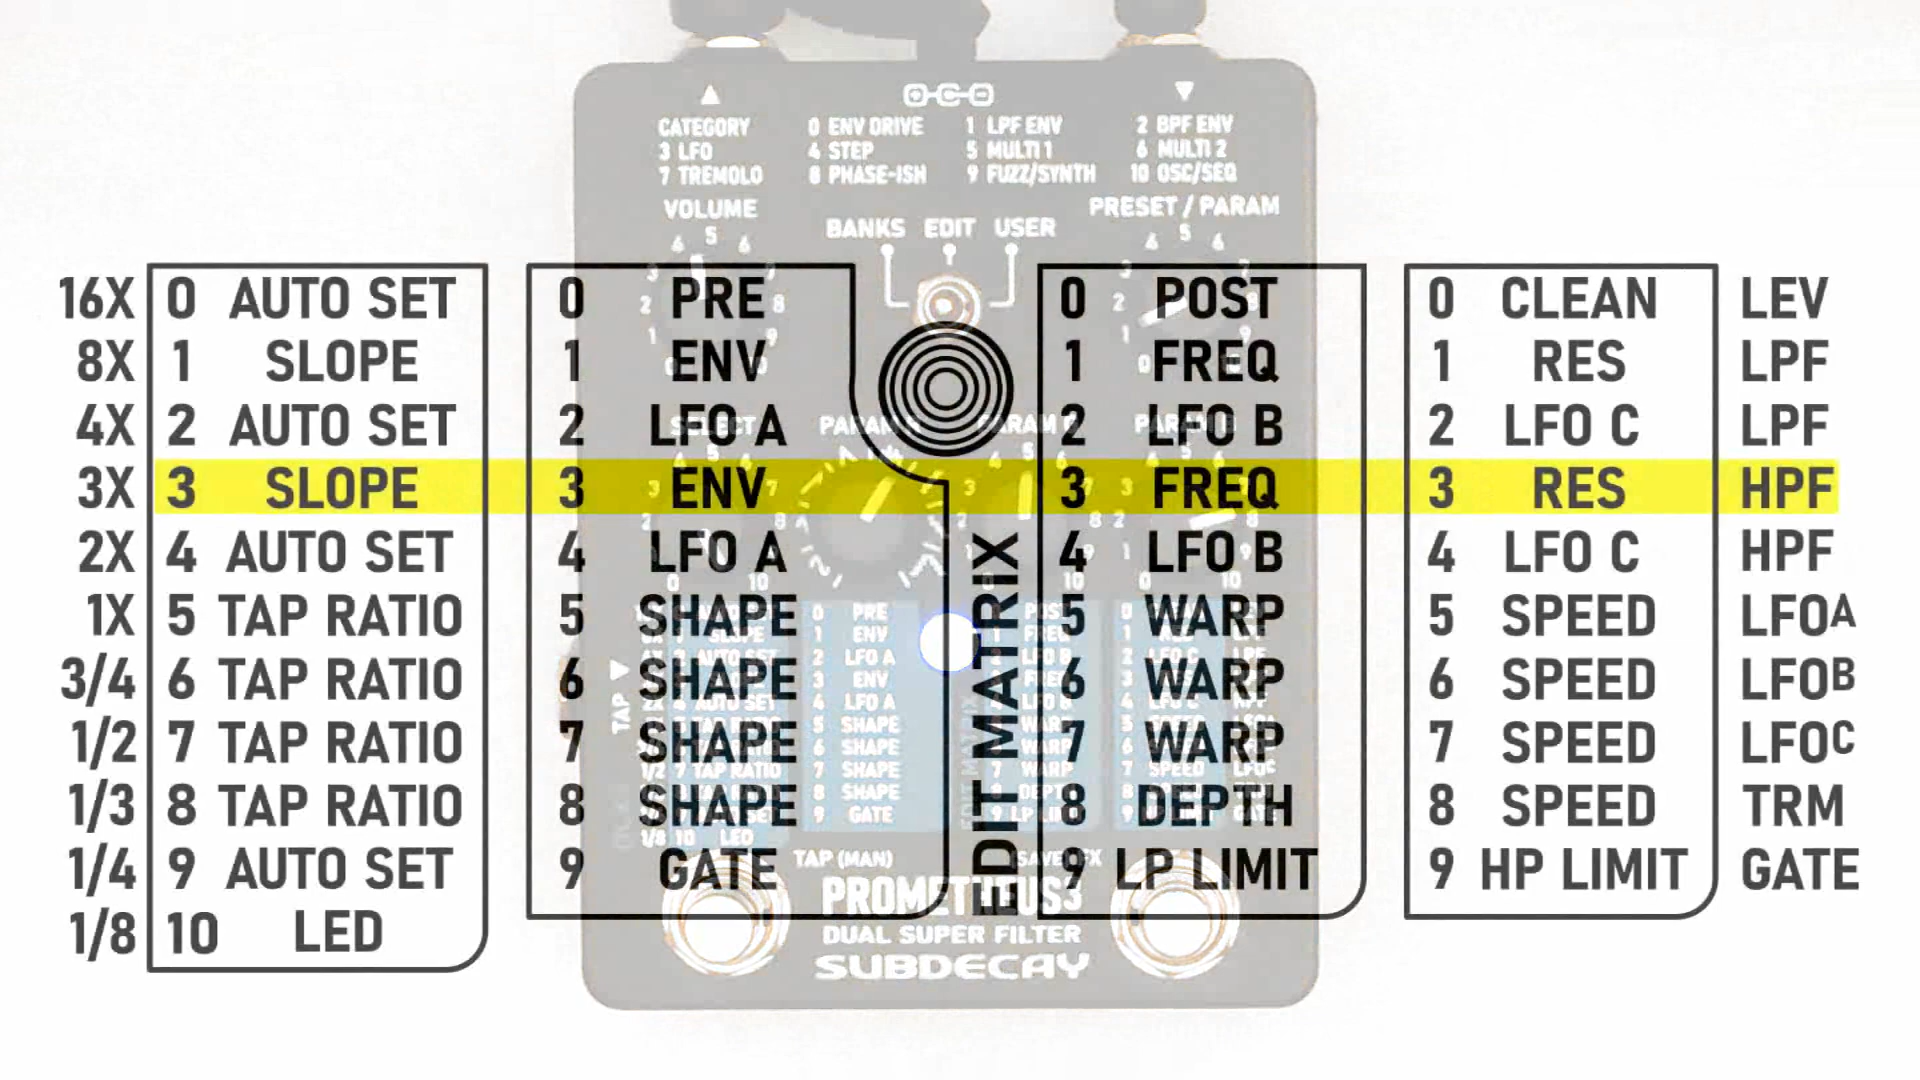 CATEGORY 0 ENV DRIVE 1 LPF ENV 2 BPF ENV
3 LFO 4 STEP 5 MULTI 1 6 MULTI 2
7 TREMOLO 8 PHASE-ISH 9 FUZZ/SYNTH 10 OSC/SEQ
VOLUME PRESET / PARAM
BANKS EDIT USER
16X 0 AUTO SET 0 PRE 0 POST 0 CLEAN LEV
8X 1 SLOPE 1 ENV 1 FREQ 1 RES LPF
4X 2 AUTO SET 2 LFO A 2 LFO B 2 LFO C LPF
3X 3 SLOPE 3 ENV 3 FREQ 3 RES HPF
2X 4 AUTO SET 4 LFO A 4 LFO B 4 LFO C HPF
1X 5 TAP RATIO 5 SHAPE 5 WARP 5 SPEED LFOA
3/4 6 TAP RATIO 6 SHAPE 6 WARP 6 SPEED LFOB
1/2 7 TAP RATIO 7 SHAPE 7 WARP 7 SPEED LFOC
1/3 8 TAP RATIO 8 SHAPE 8 DEPTH 8 SPEED TRM
1/4 9 AUTO SET 9 GATE 9 LP LIMIT 9 HP LIMIT GATE
1/8 10 LED
EDIT MATRIX
TAP
TAP (MAN)
PROMETHEUS3
DUAL SUPER FILTER
SUBDECAY